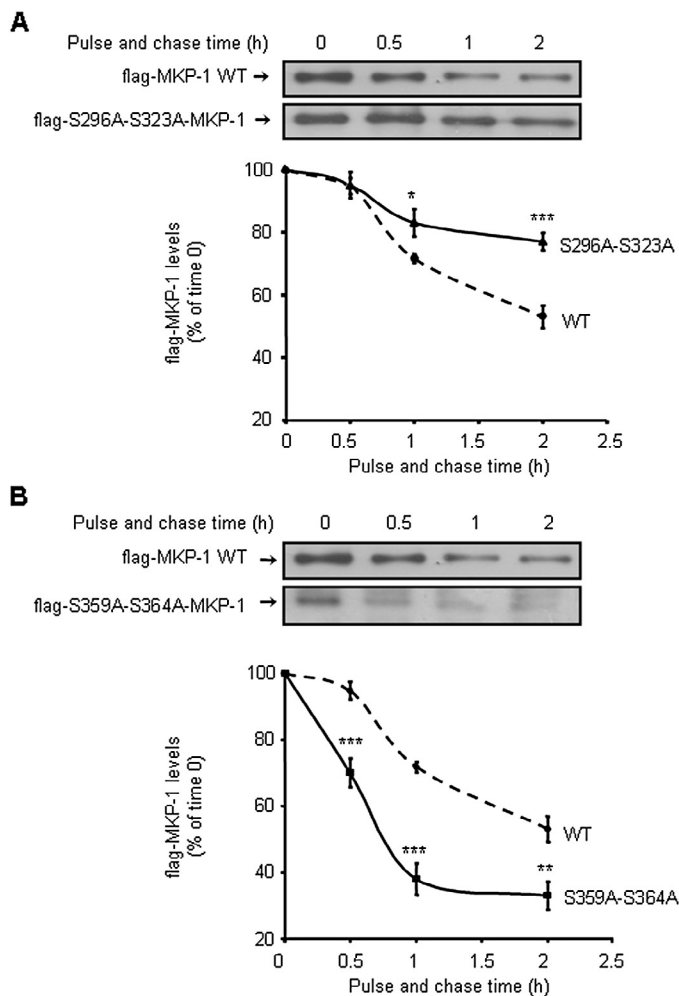 A
Pulse and chase time (h) 0 0.5 1 2
flag-MKP-1 WT →
flag-S296A-S323A-MKP-1 →
100
80
60
40
20
flag-MKP-1 levels
(% of time 0)
*
***
S296A-S323A
WT
0 0.5 1 1.5 2 2.5
Pulse and chase time (h)
B
Pulse and chase time (h) 0 0.5 1 2
flag-MKP-1 WT →
flag-S359A-S364A-MKP-1 →
100
80
60
40
20
flag-MKP-1 levels
(% of time 0)
***
***
**
WT
S359A-S364A
0 0.5 1 1.5 2 2.5
Pulse and chase time (h)